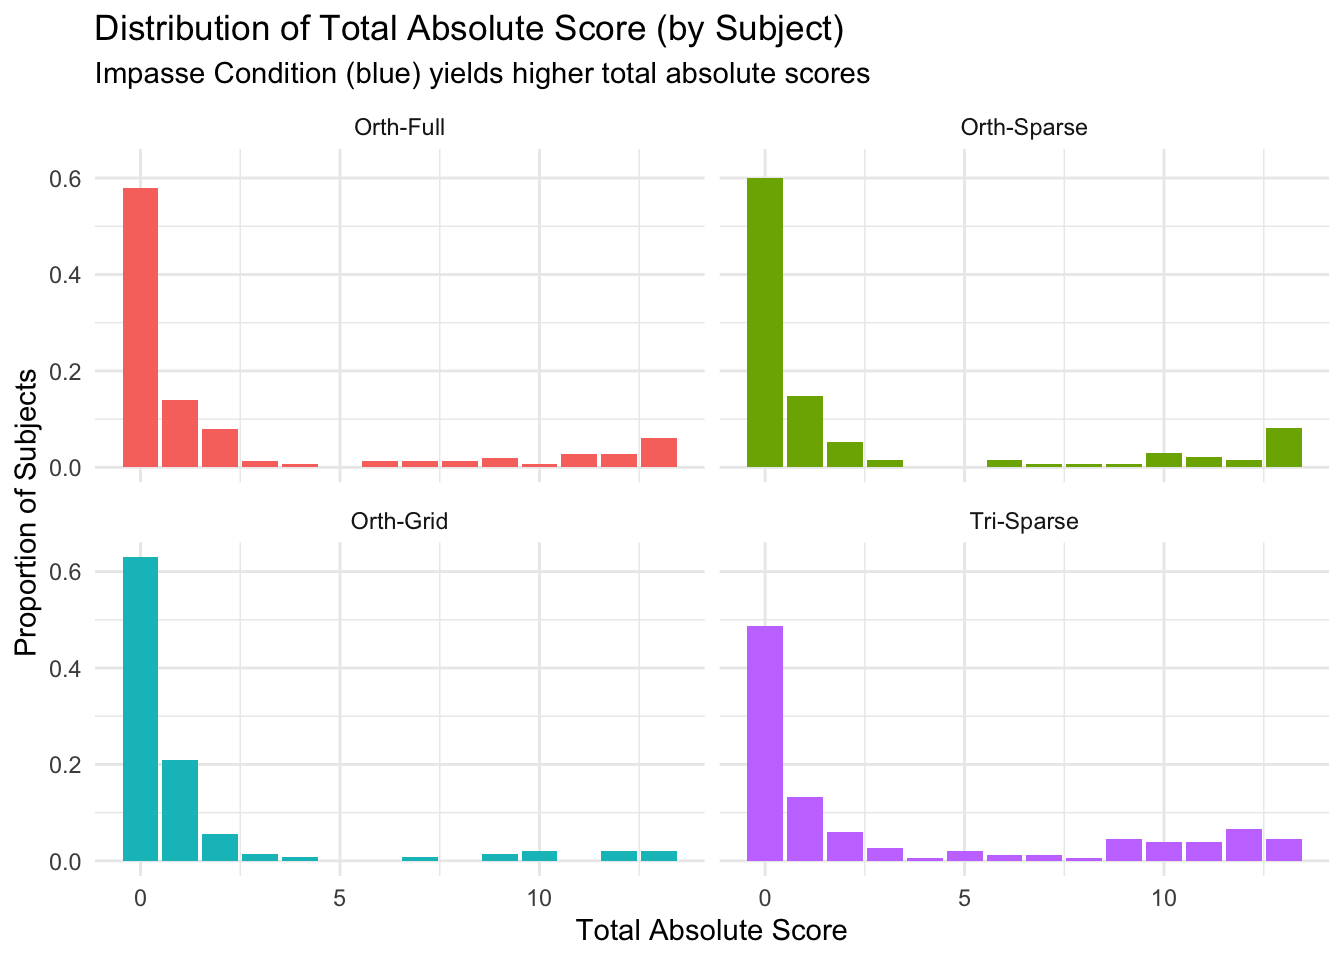 Distribution of Total Absolute Score (by Subject)
Impasse Condition (blue) yields higher total absolute scores
Orth-Full
Orth-Sparse
0.6
0.4
0.2
0.0
Orth-Grid
Tri-Sparse
0.6
0.4
0.2
0.0
0
5
10
0
5
10
Total Absolute Score
Proportion of Subjects